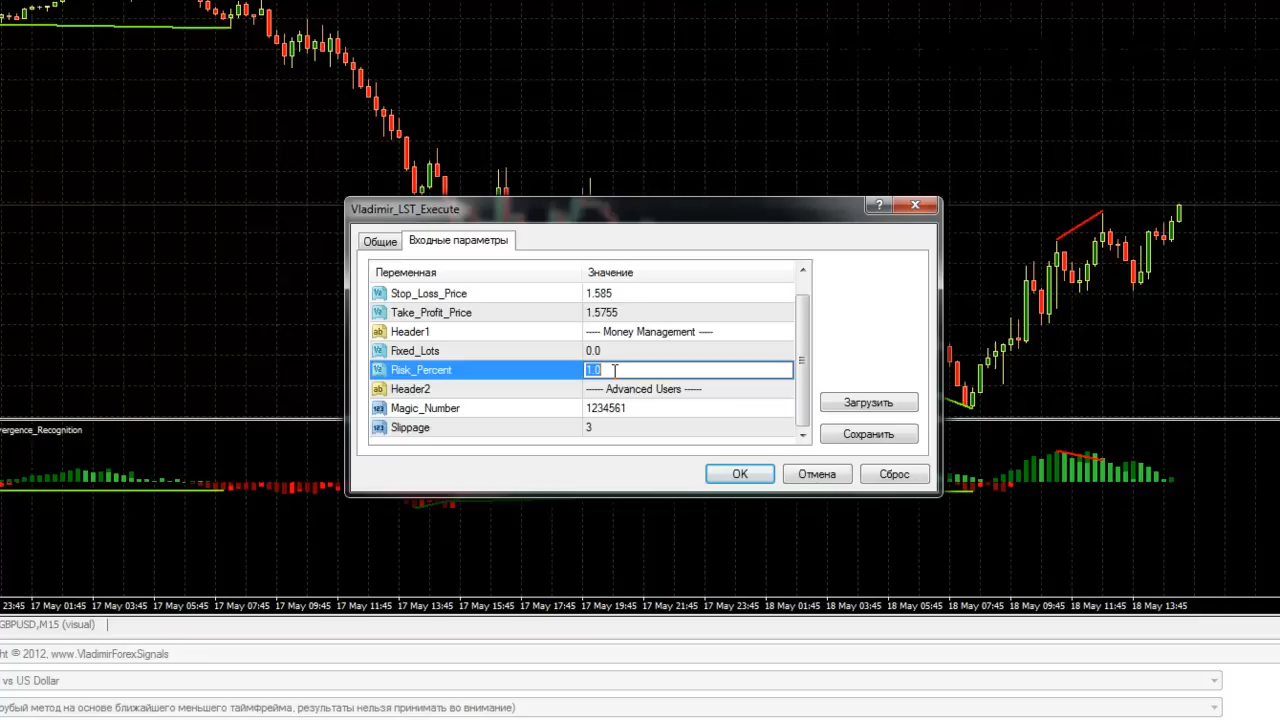 Vladimir_LST_Execute
?
Общие
Входные параметры
Переменная Значение
Stop_Loss_Price 1.585
Take_Profit_Price 1.5755
ab Header1 ----- Money Management -----
Fixed_Lots 0.0
Risk_Percent 1.0
ab Header2 ------ Advanced Users ------
123 Magic_Number 1234561
123 Slippage 3
Загрузить
Сохранить
OK
Отмена
Сброс
vergence_Recognition
23:45 17 May 01:45 17 May 03:45 17 May 05:45 17 May 07:45 17 May 09:45 17 May 11:45 17 May 13:45 17 May 15:45 17 May 17:45 17 May 19:45 17 May 21:45 17 May 23:45 18 May 01:45 18 May 03:45 18 May 05:45 18 May 07:45 18 May 09:45 18 May 11:45 18 May 13:45
GBPUSD,M15 (visual)
ht © 2012, www.VladimirForexSignals
vs US Dollar
рубый метод на основе ближайшего меньшего таймфрейма, результаты нельзя принимать во внимание)